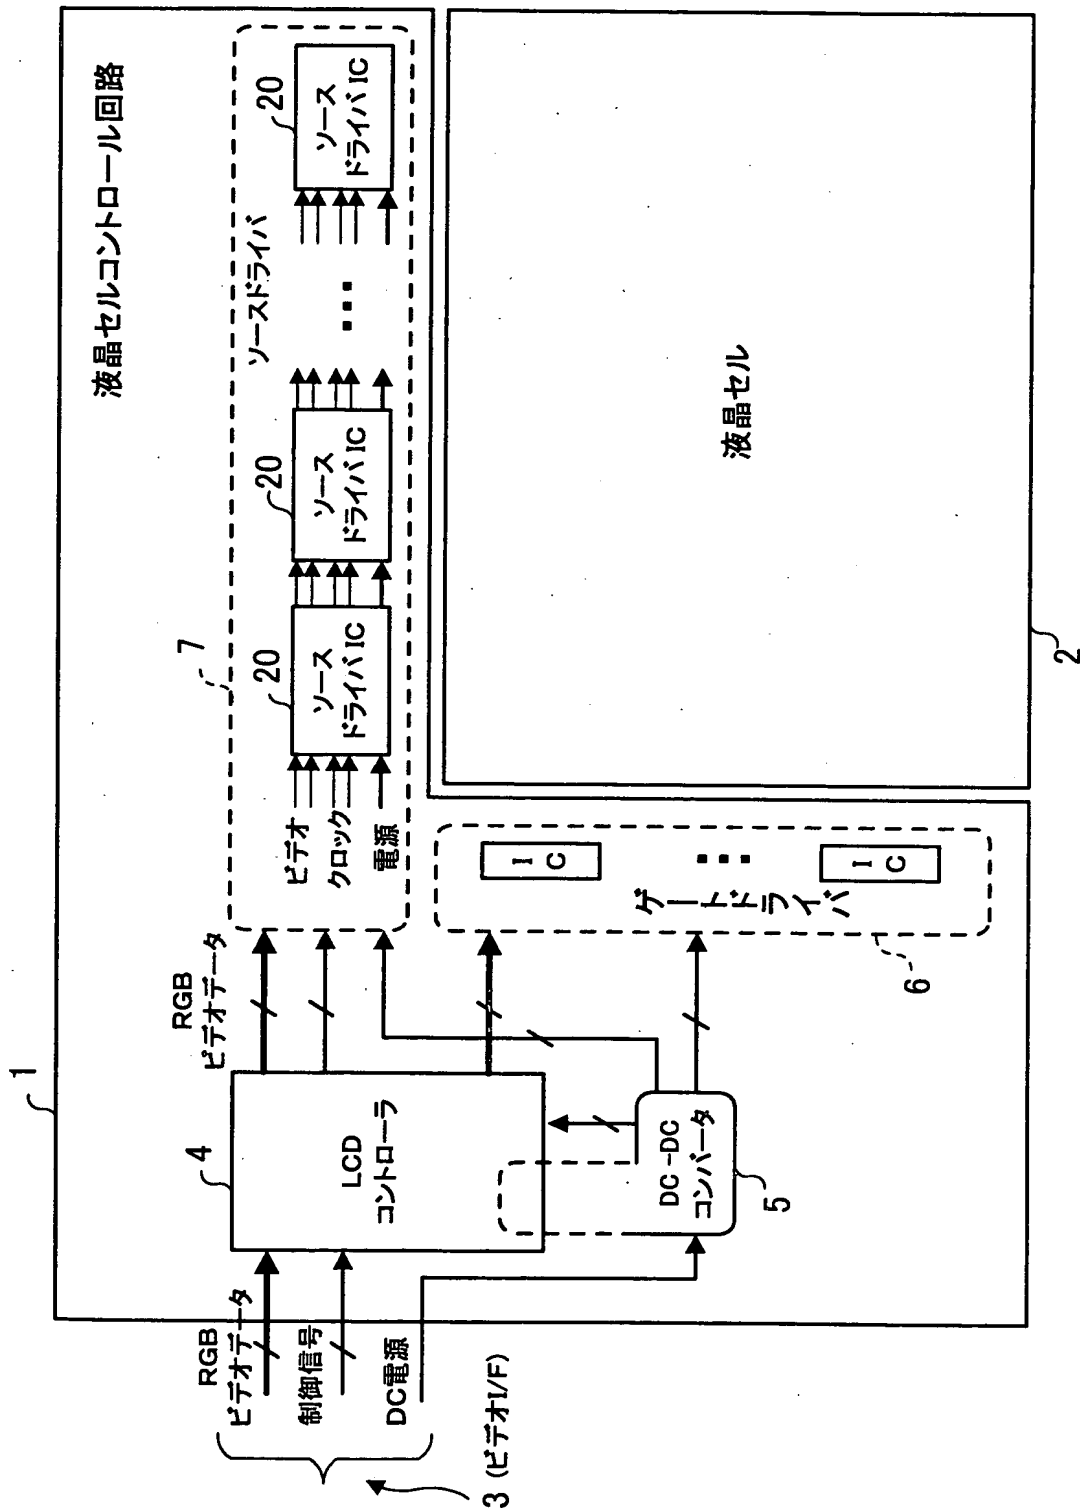 1
液晶セルコントロール回路
RGB
ビデオデータ
制御信号
DC電源
3 (ビデオI/F)
4
LCD
コントローラ
DC-DC
コンバータ
5
RGB
ビデオデータ
7
ソースドライバ
ビデオ
クロック
電源
20
ソース
ドライバIC
20
ソース
ドライバIC
20
ソース
ドライバIC
IC
IC
ゲートドライバ
6
液晶セル
2